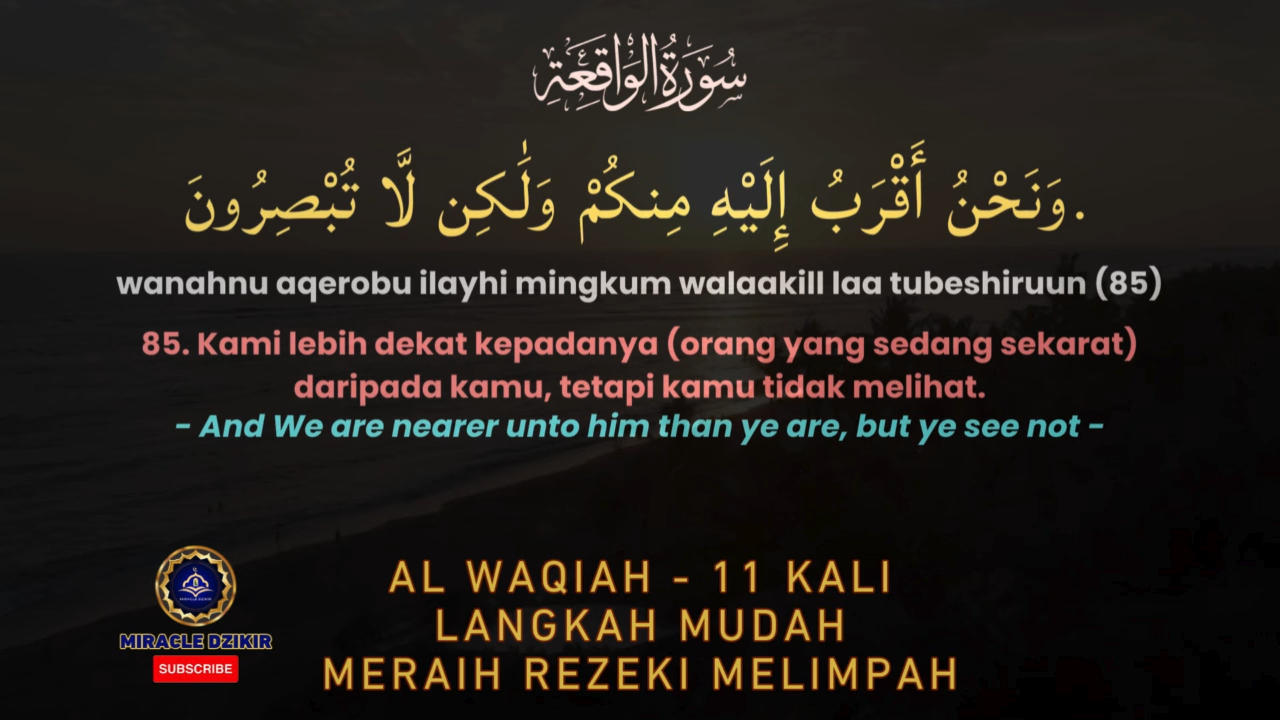 سُورَةُ الوَاقِعَةِ
وَنَحْنُ أَقْرَبُ إِلَيْهِ مِنكُمْ وَلَٰكِن لَّا تُبْصِرُونَ.
wanahnu aqerobu ilayhi mingkum walaakill laa tubeshiruun (85)
85. Kami lebih dekat kepadanya (orang yang sedang sekarat)
daripada kamu, tetapi kamu tidak melihat.
- And We are nearer unto him than ye are, but ye see not -
AL WAQIAH - 11 KALI
LANGKAH MUDAH
MERAIH REZEKI MELIMPAH
MIRACLE DZIKIR
MIRACLE DZIKIR
SUBSCRIBE